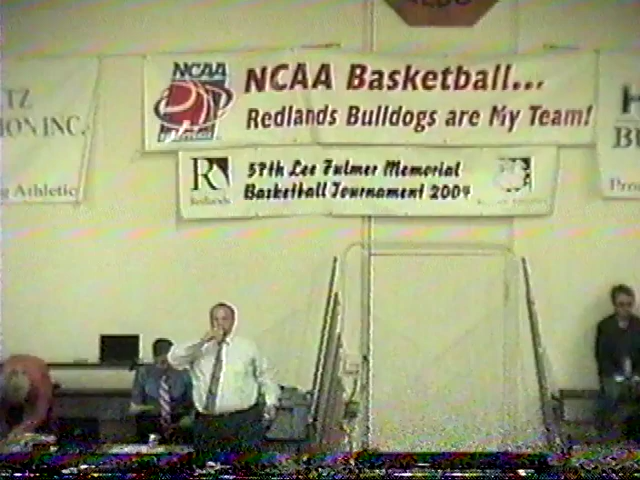 NCAA
NCAA Basketball...
Redlands Bulldogs are My Team!
TZ
ION INC.
Athletic
R
Redlands
59th Lee Fulmer Memorial
Basketball Tournament 2004